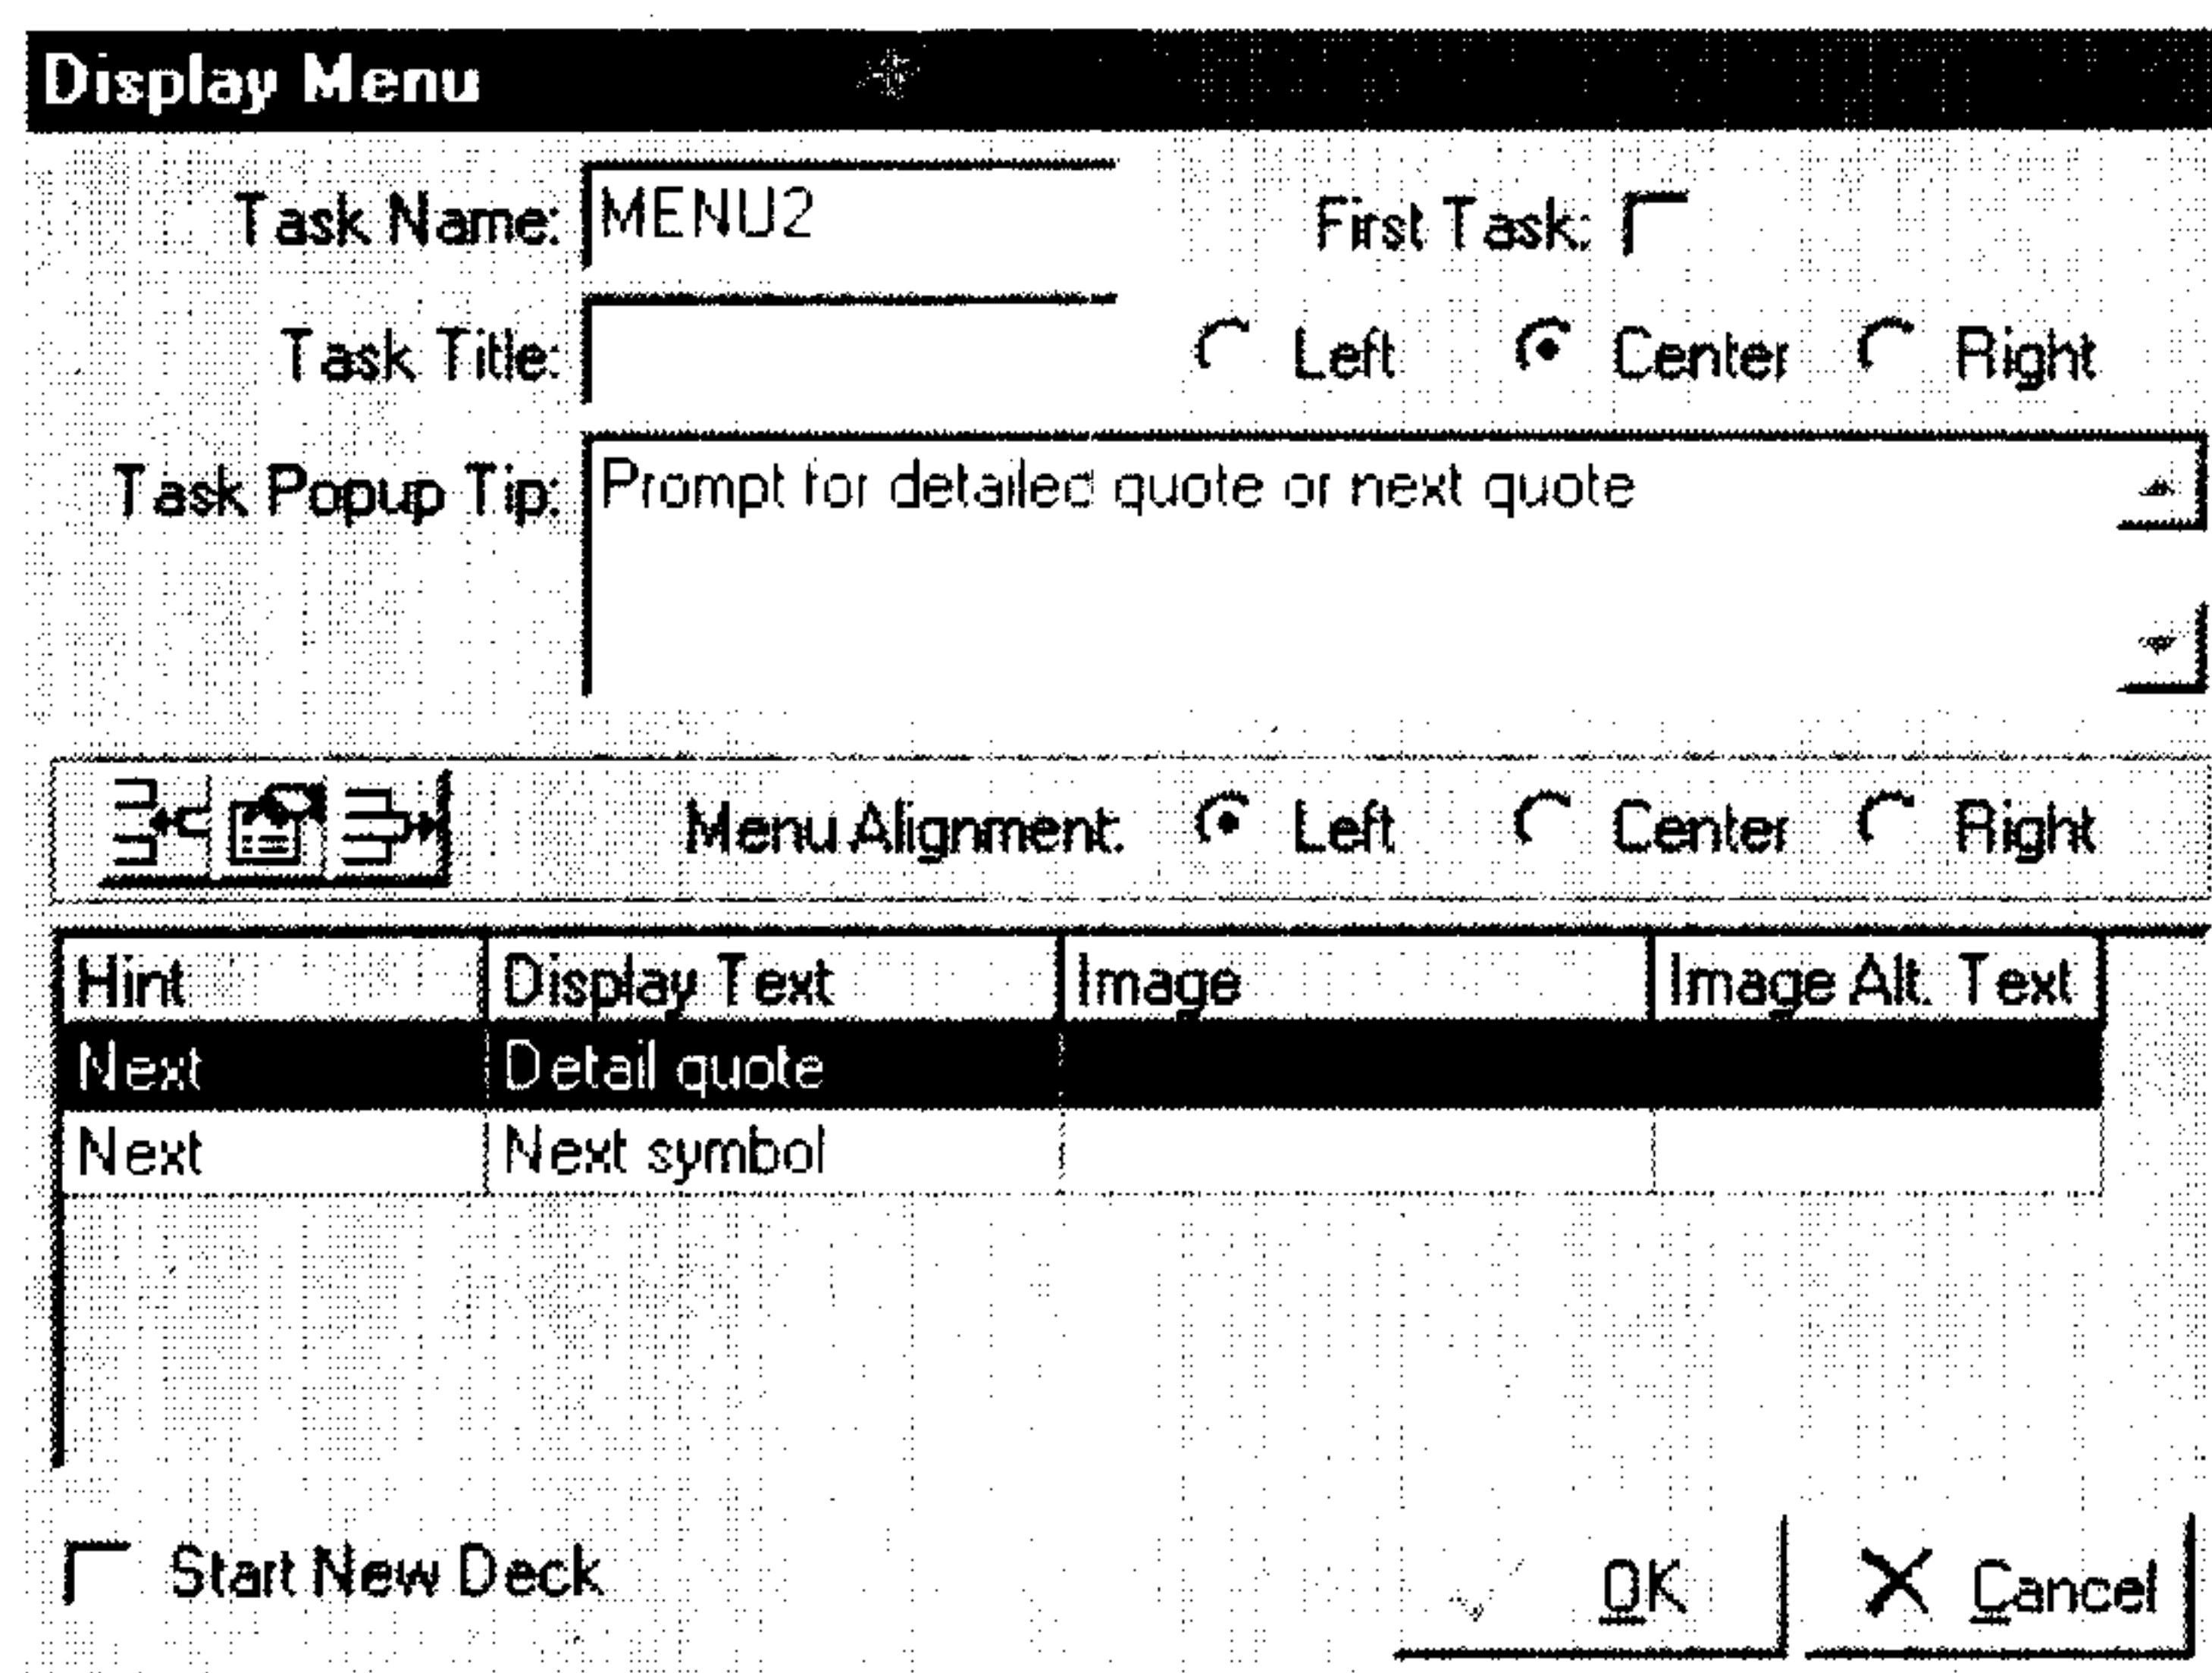 Display Menu
Task Name: MENU2 First Task:
Task Title: Left Center Right
Task Popup Tip: Prompt for detailed quote or next quote
Menu Alignment: Left Center Right
Hint Display Text Image Image Alt. Text
Next Detail quote
Next Next symbol
Start New Deck OK Cancel